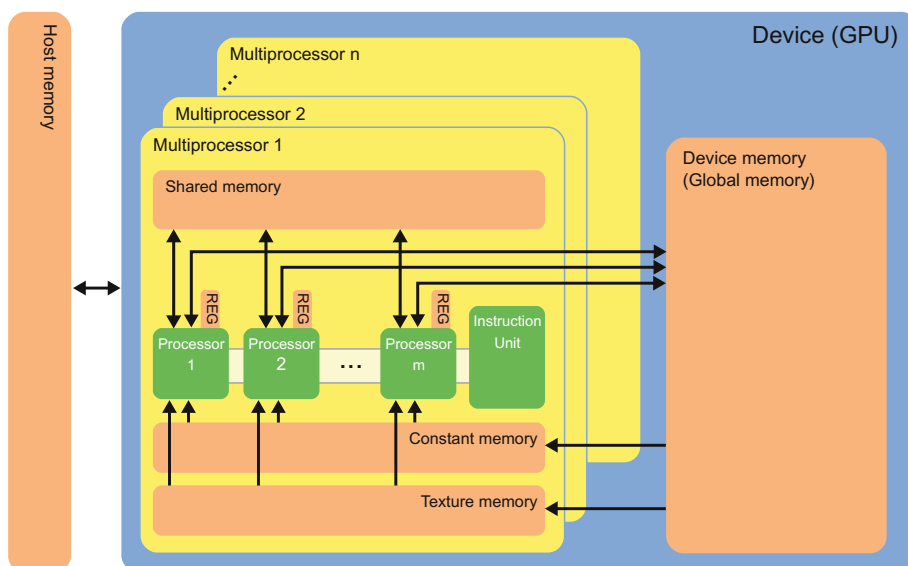 Host memory
Device (GPU)
Multiprocessor n
...
Multiprocessor 2
Multiprocessor 1
Shared memory
Device memory
(Global memory)
REG
REG
REG
Processor
1
Processor
2
...
Processor
m
Instruction
Unit
Constant memory
Texture memory